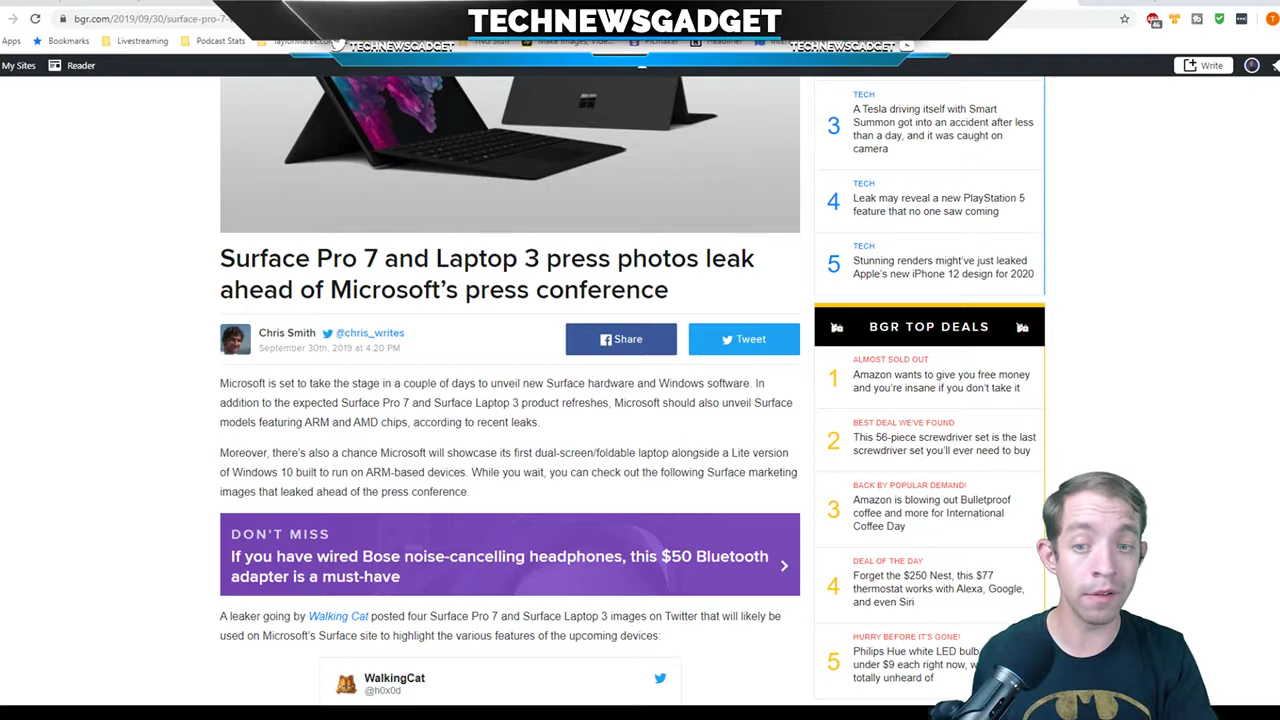 TECHNEWSGADGET
bgr.com/2019/09/30/surface-pro-7-
Apps
Bookmarks
Livestreaming
Podcast Stats
TECHNEWSGADGET
TECHNEWSGADGET
My Sites
Reader
Write
Surface Pro 7 and Laptop 3 press photos leak
ahead of Microsoft's press conference
Chris Smith
@chris_writes
September 30th, 2019 at 4:20 PM
Share
Tweet
Microsoft is set to take the stage in a couple of days to unveil new Surface hardware and Windows software. In
addition to the expected Surface Pro 7 and Surface Laptop 3 product refreshes, Microsoft should also unveil Surface
models featuring ARM and AMD chips, according to recent leaks.
Moreover, there's also a chance Microsoft will showcase its first dual-screen/foldable laptop alongside a Lite version
of Windows 10 built to run on ARM-based devices. While you wait, you can check out the following Surface marketing
images that leaked ahead of the press conference.
DON'T MISS
If you have wired Bose noise-cancelling headphones, this $50 Bluetooth
adapter is a must-have
A leaker going by Walking Cat posted four Surface Pro 7 and Surface Laptop 3 images on Twitter that will likely be
used on Microsoft's Surface site to highlight the various features of the upcoming devices:
WalkingCat
@h0x0d
TECH
3
A Tesla driving itself with Smart
Summon got into an accident after less
than a day, and it was caught on
camera
TECH
4
Leak may reveal a new PlayStation 5
feature that no one saw coming
TECH
5
Stunning renders might've just leaked
Apple's new iPhone 12 design for 2020
BGR TOP DEALS
ALMOST SOLD OUT
1
Amazon wants to give you free money
and you're insane if you don't take it
BEST DEAL WE'VE FOUND
2
This 56-piece screwdriver set is the last
screwdriver set you'll ever need to buy
BACK BY POPULAR DEMAND!
3
Amazon is blowing out Bulletproof
coffee and more for International
Coffee Day
DEAL OF THE DAY
4
Forget the $250 Nest, this $77
thermostat works with Alexa, Google,
and even Siri
HURRY BEFORE IT'S GONE!
5
Philips Hue white LED bulb
under $9 each right now, w
totally unheard of